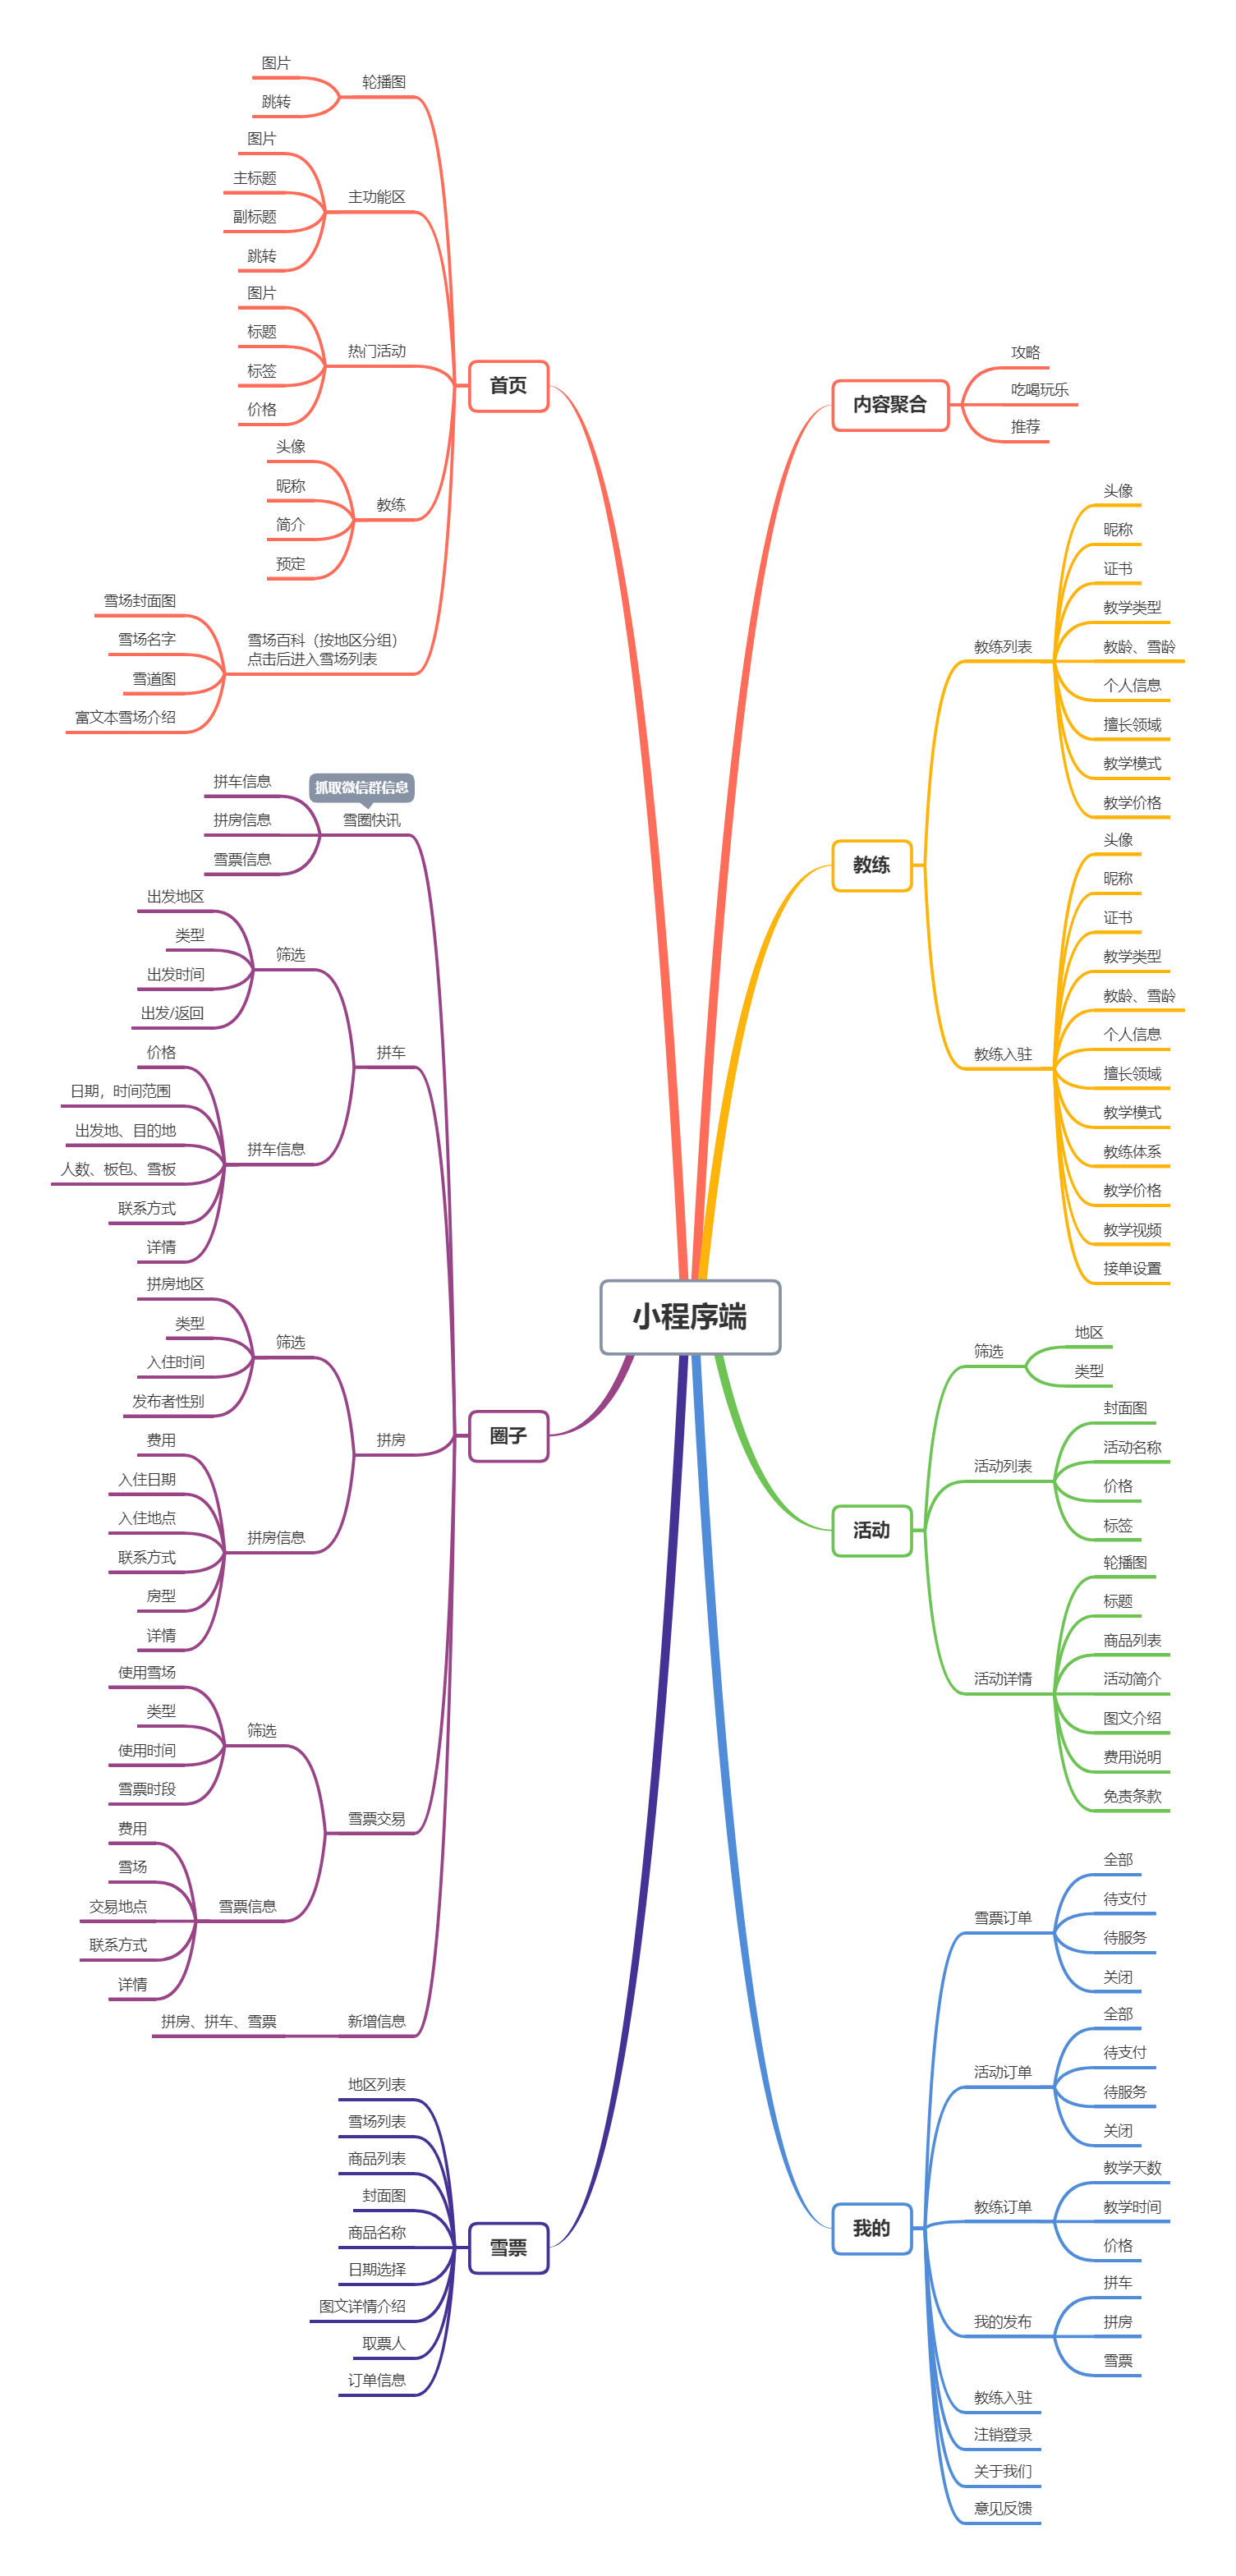 小程序端
内容聚合
攻略
吃喝玩乐
推荐
教练
教练列表
头像
昵称
证书
教学类型
教龄、雪龄
个人信息
擅长领域
教学模式
教学价格
教练入驻
头像
昵称
证书
教学类型
教龄、雪龄
个人信息
擅长领域
教学模式
教练体系
教学价格
教学视频
接单设置
活动
筛选
地区
类型
活动列表
封面图
活动名称
价格
标签
活动详情
轮播图
标题
商品列表
活动简介
图文介绍
费用说明
免责条款
我的
雪票订单
全部
待支付
待服务
关闭
活动订单
全部
待支付
待服务
关闭
教练订单
教学天数
教学时间
价格
我的发布
拼车
拼房
雪票
教练入驻
注销登录
关于我们
意见反馈
首页
轮播图
图片
跳转
主功能区
图片
主标题
副标题
跳转
热门活动
图片
标题
标签
价格
教练
头像
昵称
简介
预定
雪场百科（按地区分组）
点击后进入雪场列表
雪场封面图
雪场名字
雪道图
富文本雪场介绍
圈子
抓取微信群信息
雪圈快讯
拼车信息
拼房信息
雪票信息
拼车
筛选
出发地区
类型
出发时间
出发/返回
拼车信息
价格
日期，时间范围
出发地、目的地
人数、板包、雪板
联系方式
详情
拼房
筛选
拼房地区
类型
入住时间
发布者性别
拼房信息
费用
入住日期
入住地点
联系方式
房型
详情
雪票交易
筛选
使用雪场
类型
使用时间
雪票时段
雪票信息
费用
雪场
交易地点
联系方式
详情
新增信息
拼房、拼车、雪票
雪票
地区列表
雪场列表
商品列表
封面图
商品名称
日期选择
图文详情介绍
取票人
订单信息